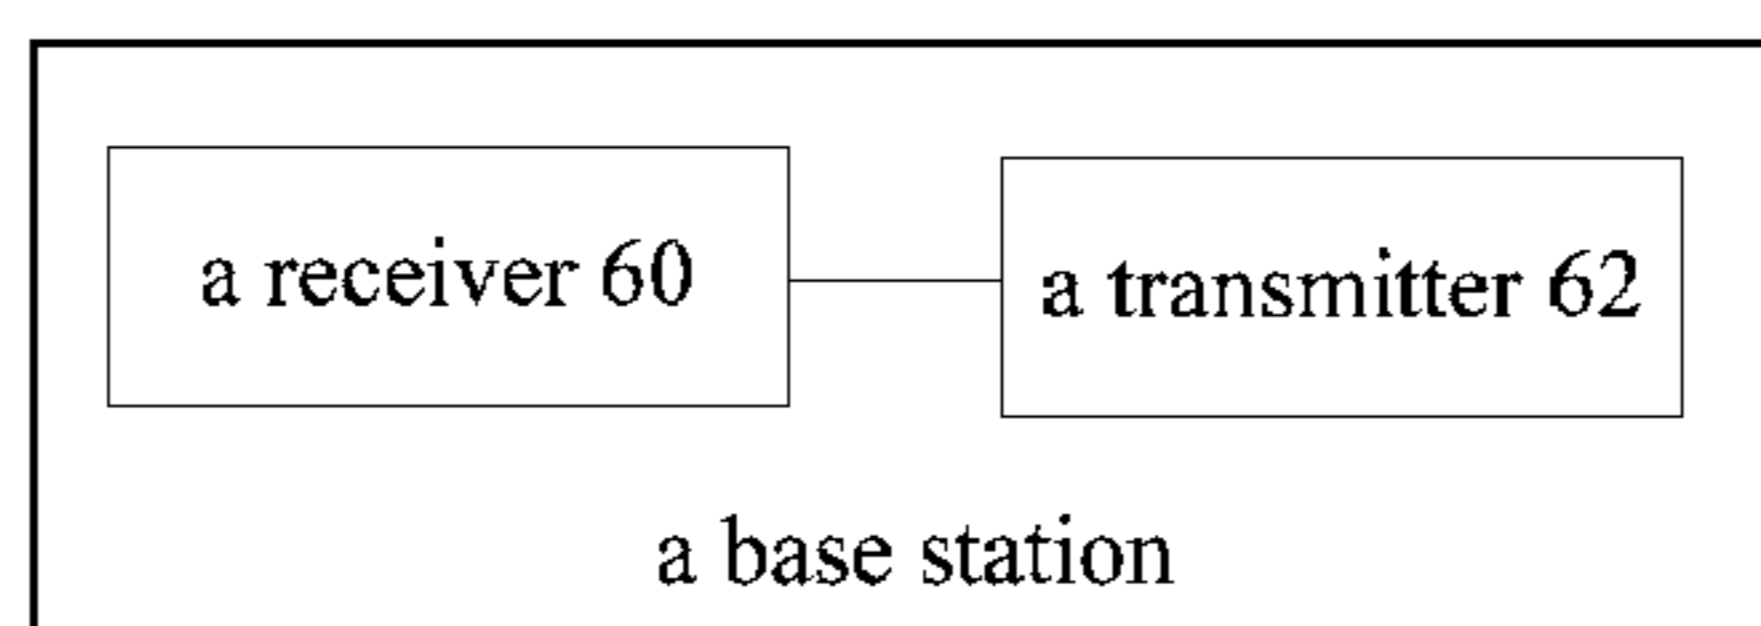 a receiver 60
a transmitter 62
a base station